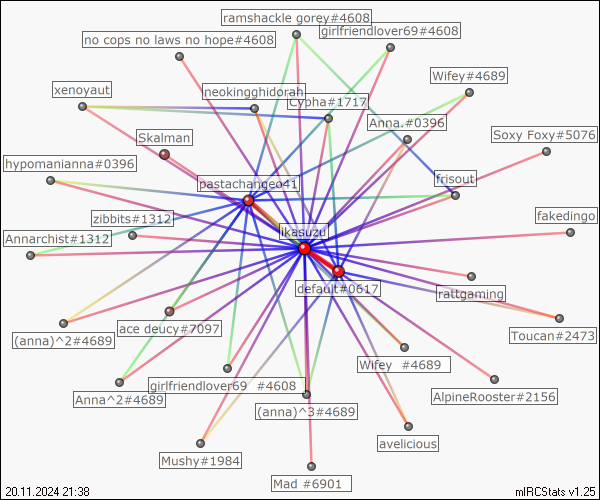 ramshackle gorey#4608
girlfriendlover69#4608
no cops no laws no hope#4608
Wifey#4689
xenoyaut
neokingghidorah
Cypha#1717
Anna.#0396
Soxy Foxy#5076
Skalman
hypomanianna#0396
pastachangeo41
frisout
zibbits#1312
likasuzu
fakedingo
Annarchist#1312
default#0617
rattgaming
(anna)^2#4689
ace deucy#7097
Toucan#2473
Wifey #4689
girlfriendlover69 #4608
Anna^2#4689
AlpineRooster#2156
(anna)^3#4689
avelicious
Mushy#1984
Mad #6901
20.11.2024 21:38
mIRCStats v1.25